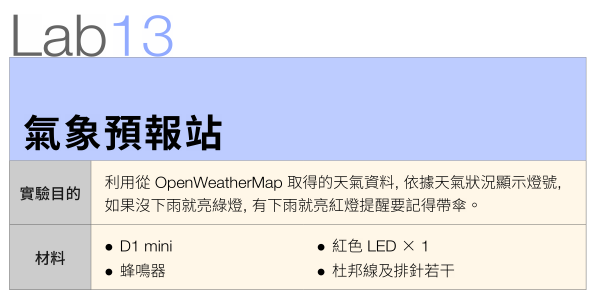 Lab13
氣象預報站
實驗目的
利用從 OpenWeatherMap 取得的天氣資料, 依據天氣狀況顯示燈號,
如果沒下雨就亮綠燈, 有下雨就亮紅燈提醒要記得帶傘。
材料
● D1 mini
● 紅色 LED × 1
● 蜂鳴器
● 杜邦線及排針若干